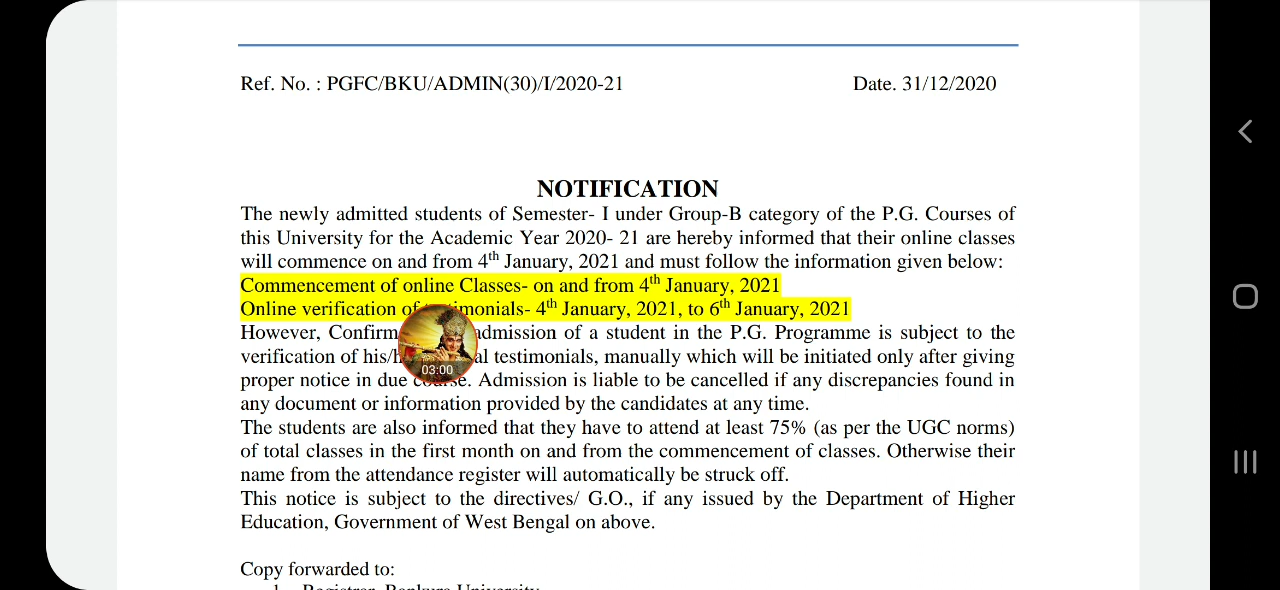 Ref. No. : PGFC/BKU/ADMIN(30)/I/2020-21 Date. 31/12/2020
NOTIFICATION
The newly admitted students of Semester- I under Group-B category of the P.G. Courses of
this University for the Academic Year 2020- 21 are hereby informed that their online classes
will commence on and from 4th January, 2021 and must follow the information given below:
Commencement of online Classes- on and from 4th January, 2021
Online verification of monials- 4th January, 2021, to 6th January, 2021
However, Confirm admission of a student in the P.G. Programme is subject to the
verification of his/h al testimonials, manually which will be initiated only after giving
03:00
proper notice in due course. Admission is liable to be cancelled if any discrepancies found in
any document or information provided by the candidates at any time.
The students are also informed that they have to attend at least 75% (as per the UGC norms)
of total classes in the first month on and from the commencement of classes. Otherwise their
name from the attendance register will automatically be struck off.
This notice is subject to the directives/ G.O., if any issued by the Department of Higher
Education, Government of West Bengal on above.
Copy forwarded to:
1. Registrar, Bankura University